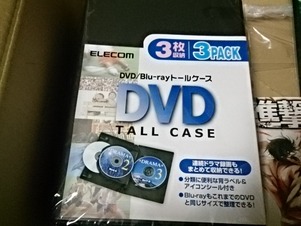 ELECOM
3枚収納
3PACK
DVD/Blu-rayトールケース
DVD
TALL CASE
DRAMA
3
連続ドラマ録画も
まとめて収納できる!
分類に便利な背ラベル&
アイコンシール付き
Blu-rayもこれまでのDVD
と同じサイズで整理できる!
進撃